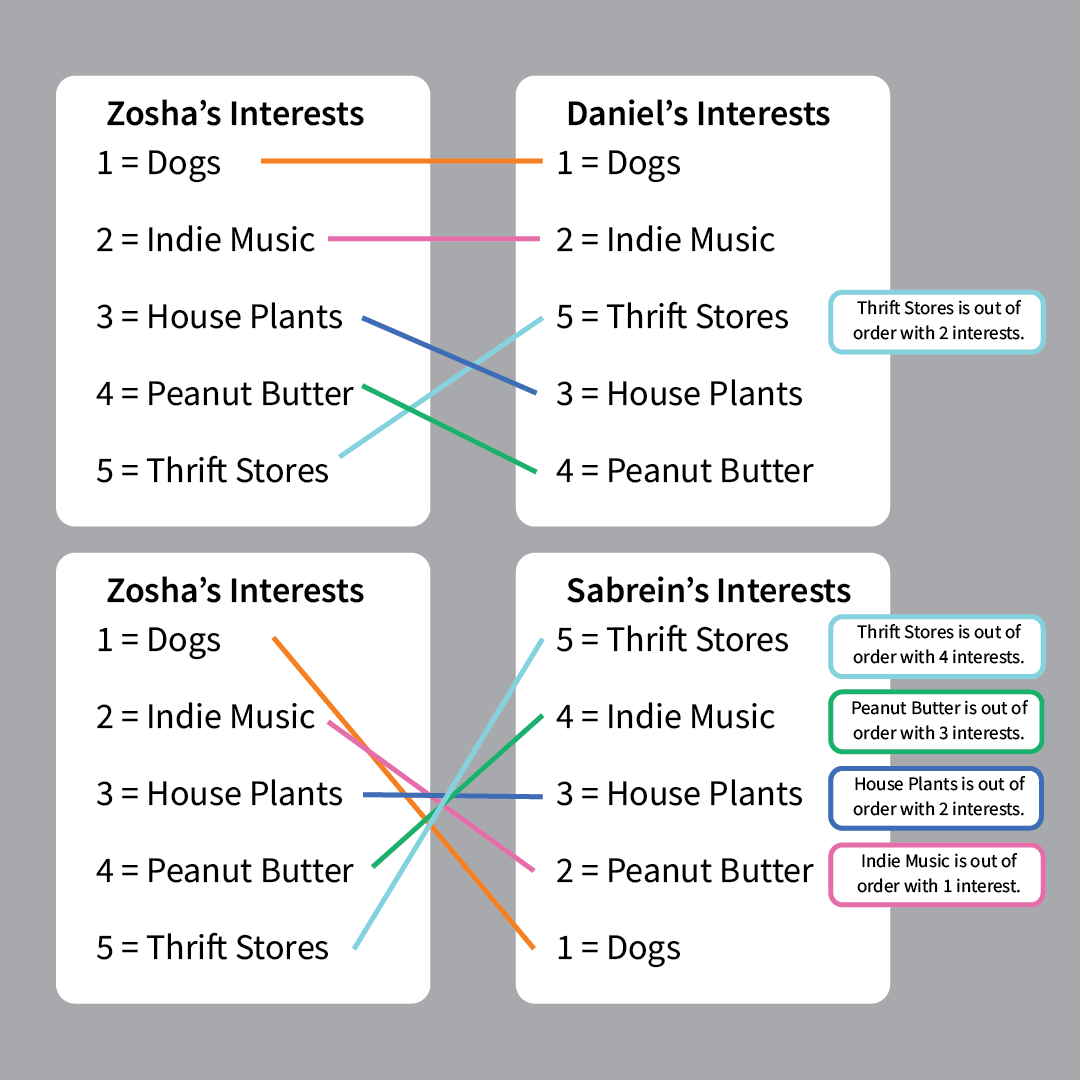 Zosha's Interests
1 = Dogs
2 = Indie Music
3 = House Plants
4 = Peanut Butter
5 = Thrift Stores
Daniel's Interests
1 = Dogs
2 = Indie Music
5 = Thrift Stores
3 = House Plants
4 = Peanut Butter
Thrift Stores is out of
order with 2 interests.
Zosha's Interests
1 = Dogs
2 = Indie Music
3 = House Plants
4 = Peanut Butter
5 = Thrift Stores
Sabrein's Interests
5 = Thrift Stores
4 = Indie Music
3 = House Plants
2 = Peanut Butter
1 = Dogs
Thrift Stores is out of
order with 4 interests.
Peanut Butter is out of
order with 3 interests.
House Plants is out of
order with 2 interests.
Indie Music is out of
order with 1 interest.